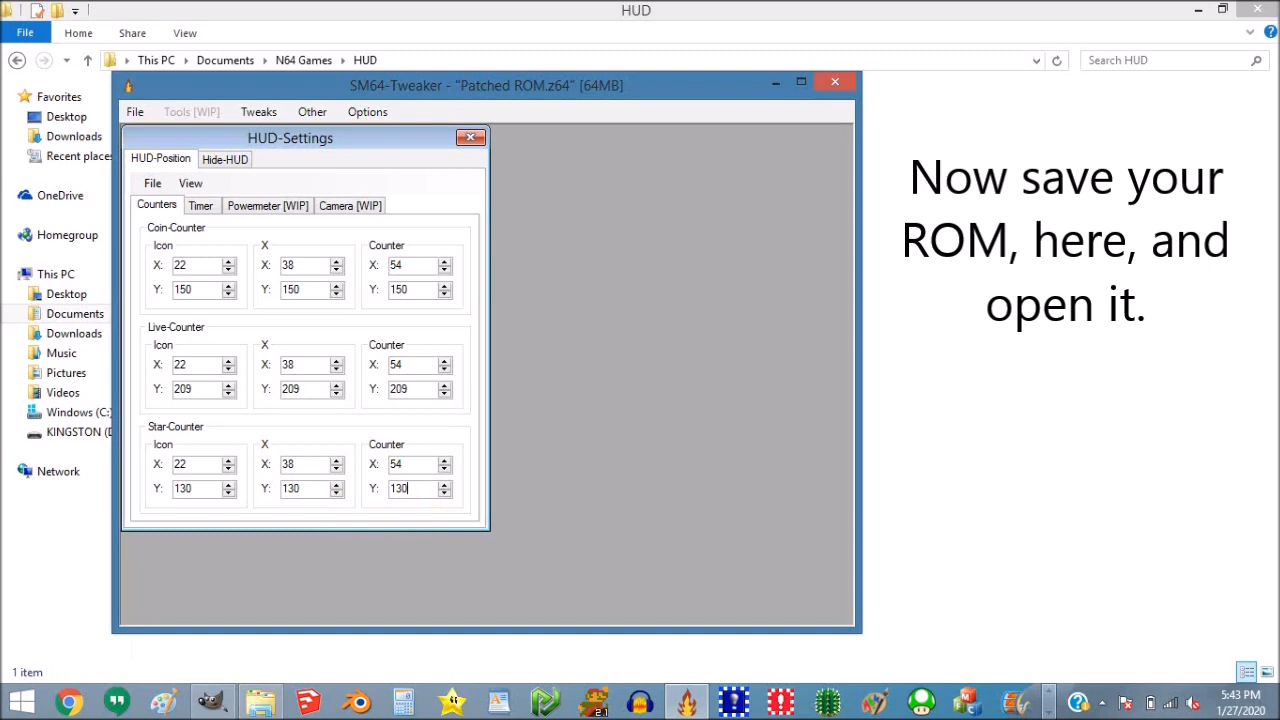 HUD
File Home Share View
This PC Documents N64 Games HUD
Search HUD
Favorites
Desktop
Downloads
Recent places
OneDrive
Homegroup
This PC
Desktop
Documents
Downloads
Music
Pictures
Videos
Windows (C:
KINGSTON (D
Network
SM64-Tweaker - "Patched ROM.z64" [64MB]
File Tools [WIP] Tweaks Other Options
HUD-Settings
HUD-Position Hide-HUD
File View
Counters Timer Powermeter [WIP] Camera [WIP]
Coin-Counter
Icon X Counter
X: 22 X: 38 X: 54
Y: 150 Y: 150 Y: 150
Live-Counter
Icon X Counter
X: 22 X: 38 X: 54
Y: 209 Y: 209 Y: 209
Star-Counter
Icon X Counter
X: 22 X: 38 X: 54
Y: 130 Y: 130 Y: 130
Now save your
ROM, here, and
open it.
1 item
5:43 PM
1/27/2020